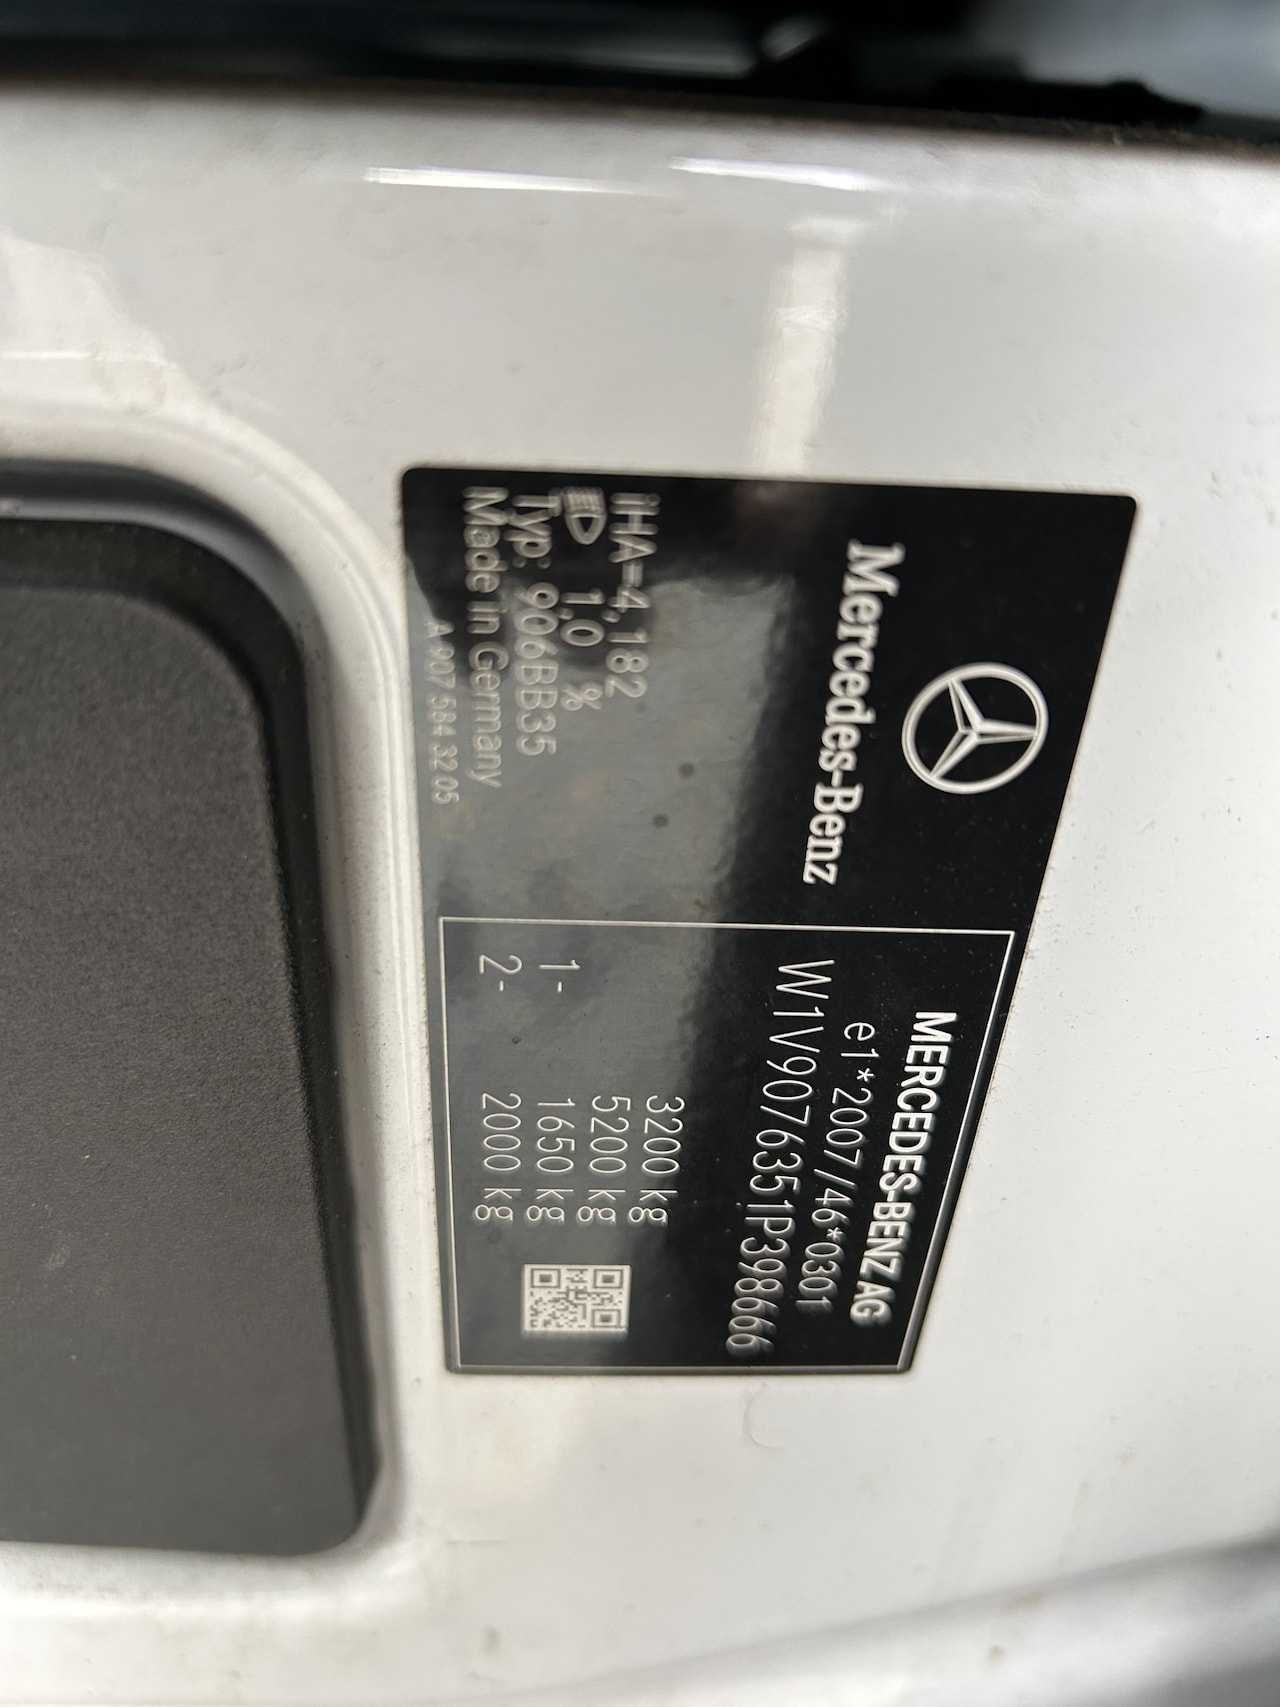 Mercedes-Benz
iHA=4,182
1,0 %
Typ: 906BB35
Made in Germany
A 907 584 32 05
MERCEDES-BENZ AG
e1*2007/46*0301
W1V9076351P398666
3200 kg
5200 kg
1- 1650 kg
2- 2000 kg